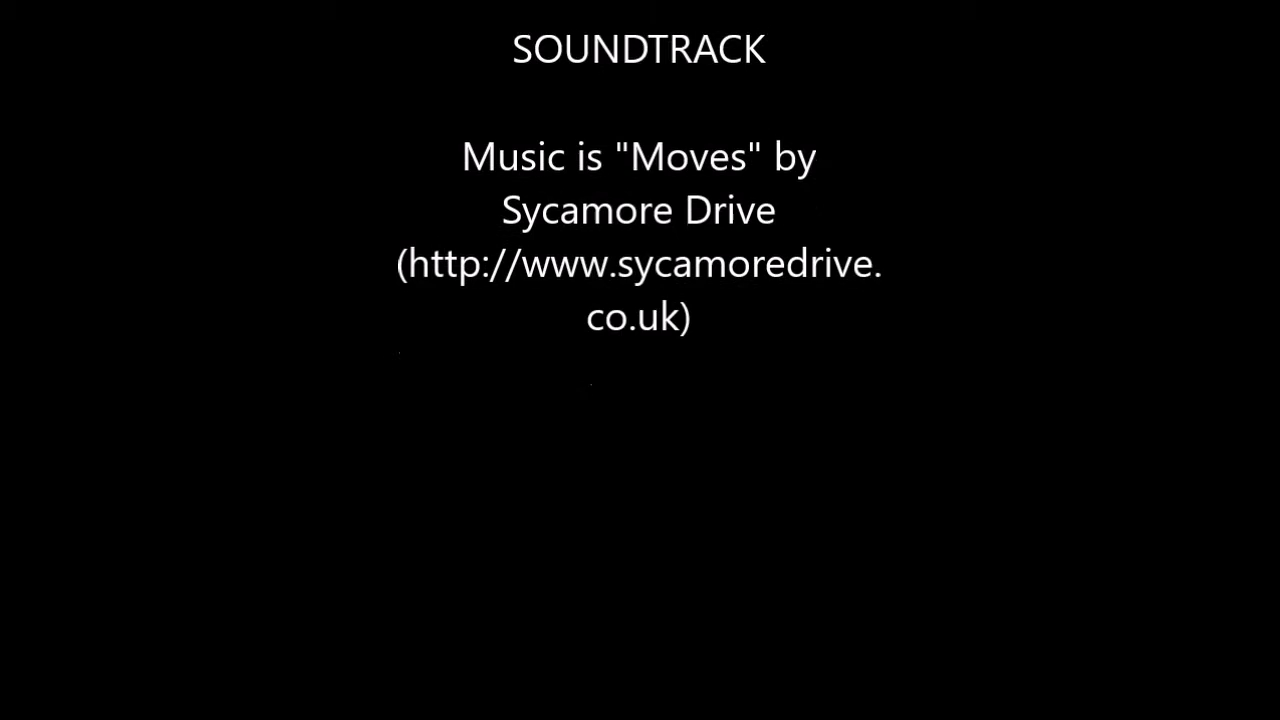 SOUNDTRACK
Music is "Moves" by
Sycamore Drive
(http://www.sycamoredrive.
co.uk)